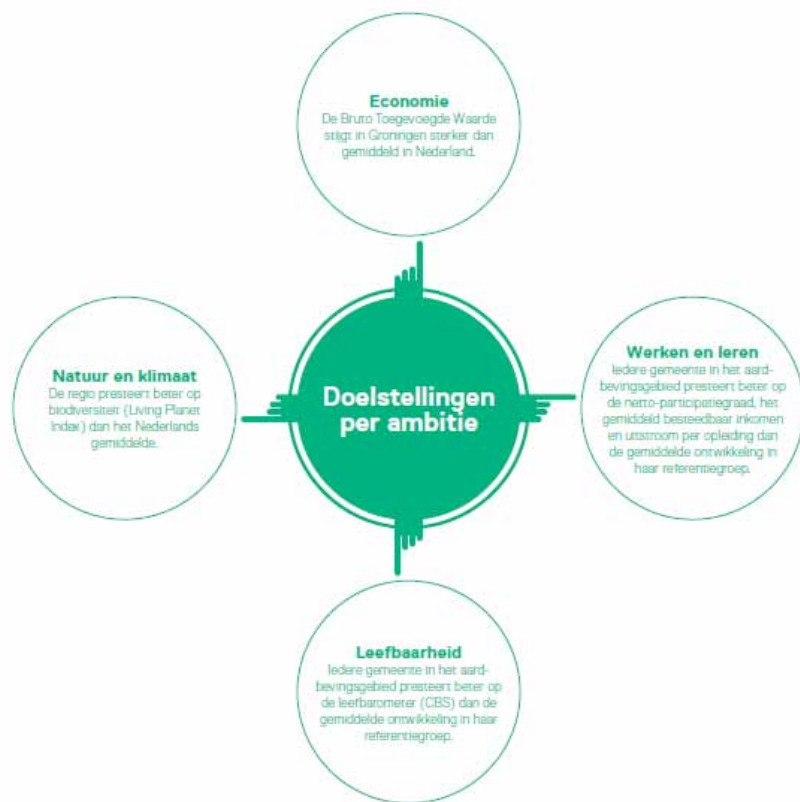 Economie
De Bruto Toegevoegde Waarde
stijgt in Groningen sterker dan
gemiddeld in Nederland.
Natuur en klimaat
De regio presteert beter op
biodiversiteit (Living Planet
Index) dan het Nederlands
gemiddelde.
Doelstellingen
per ambitie
Werken en leren
Iedere gemeente in het aard-
bevingsgebied presteert beter op
de netto-participatiegraad, het
gemiddeld besteedbaar inkomen
en uitstroom per opleiding dan
de gemiddelde ontwikkeling in
haar referentiegroep.
Leefbaarheid
Iedere gemeente in het aard-
bevingsgebied presteert beter op
de leefbarometer (CBS) dan de
gemiddelde ontwikkeling in haar
referentiegroep.